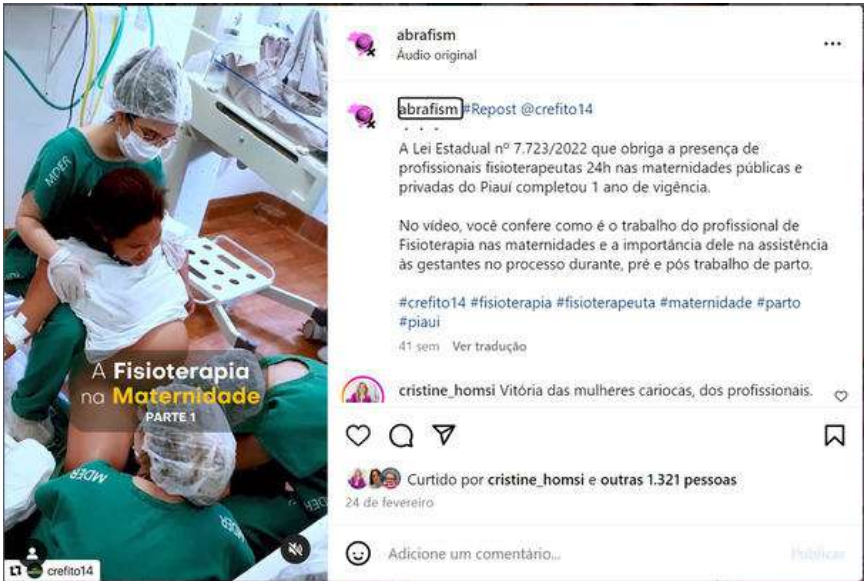 MDER
A Fisioterapia
na Maternidade
PARTE 1
MDER
MDER
crefito14
abrafism
Áudio original
abrafism #Repost @crefito14
• • •
A Lei Estadual nº 7.723/2022 que obriga a presença de
profissionais fisioterapeutas 24h nas maternidades públicas e
privadas do Piauí completou 1 ano de vigência.
No vídeo, você confere como é o trabalho do profissional de
Fisioterapia nas maternidades e a importância dele na assistência
às gestantes no processo durante, pré e pós trabalho de parto.
#crefito14 #fisioterapia #fisioterapeuta #maternidade #parto
#piaui
41 sem Ver tradução
cristine_homsi Vitória das mulheres cariocas, dos profissionais.
Curtido por cristine_homsi e outras 1.321 pessoas
24 de fevereiro
Adicione um comentário...
Publicar